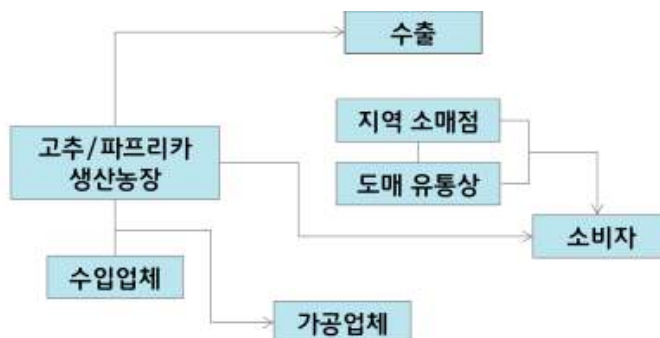 수출
지역 소매점
고추/파프리카
생산농장
도매 유통상
소비자
수입업체
가공업체